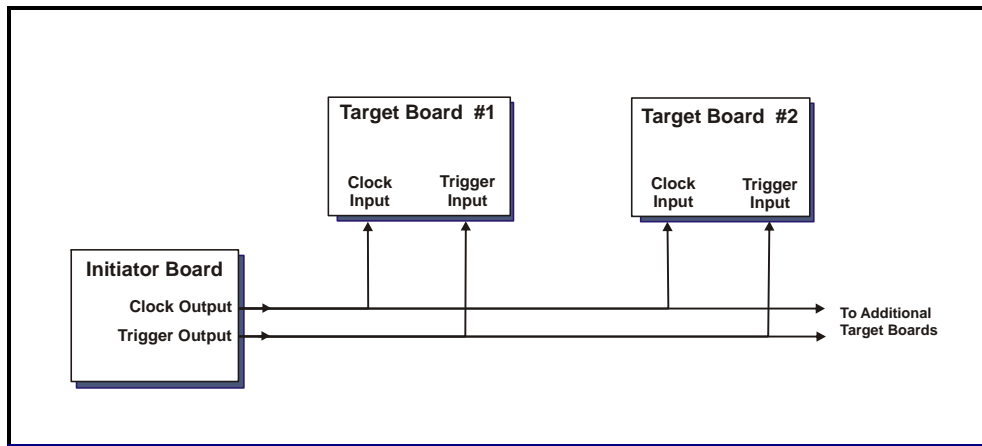 Target Board #1
Clock
Input
Trigger
Input
Target Board #2
Clock
Input
Trigger
Input
Initiator Board
Clock Output
Trigger Output
To Additional
Target Boards